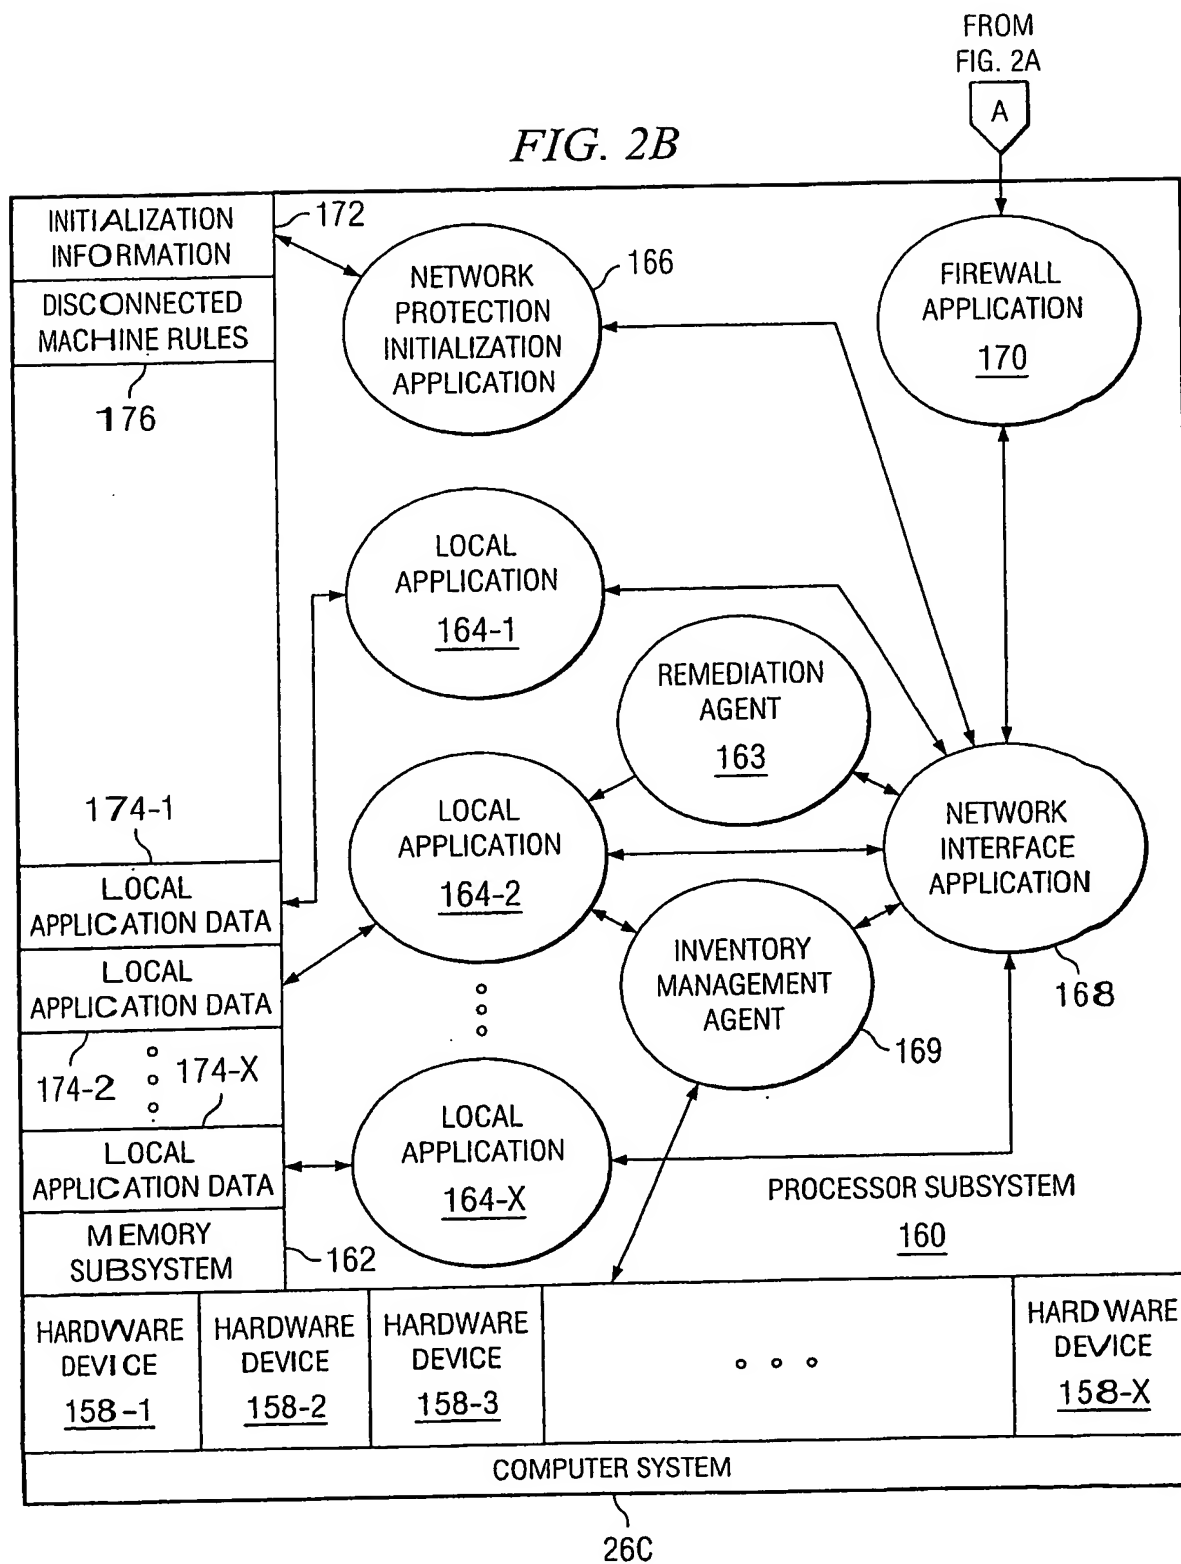 FROM
FIG. 2A
A
FIG. 2B
INITIALIZATION
INFORMATION
172
DISCONNECTED
MACHINE RULES
176
NETWORK
PROTECTION
INITIALIZATION
APPLICATION
166
FIREWALL
APPLICATION
170
LOCAL
APPLICATION
164-1
REMEDIATION
AGENT
163
174-1
LOCAL
APPLICATION DATA
LOCAL
APPLICATION
164-2
NETWORK
INTERFACE
APPLICATION
168
LOCAL
APPLICATION DATA
174-2
INVENTORY
MANAGEMENT
AGENT
169
174-X
LOCAL
APPLICATION DATA
LOCAL
APPLICATION
164-X
PROCESSOR SUBSYSTEM
160
MEMORY
SUBSYSTEM
162
HARDWARE
DEVICE
158-1
HARDWARE
DEVICE
158-2
HARDWARE
DEVICE
158-3
HARDWARE
DEVICE
158-X
COMPUTER SYSTEM
26C